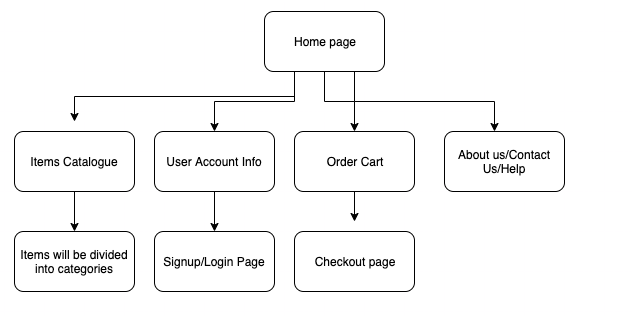 Home page
Items Catalogue
User Account Info
Order Cart
About us/Contact
Us/Help
Items will be divided
into categories
Signup/Login Page
Checkout page